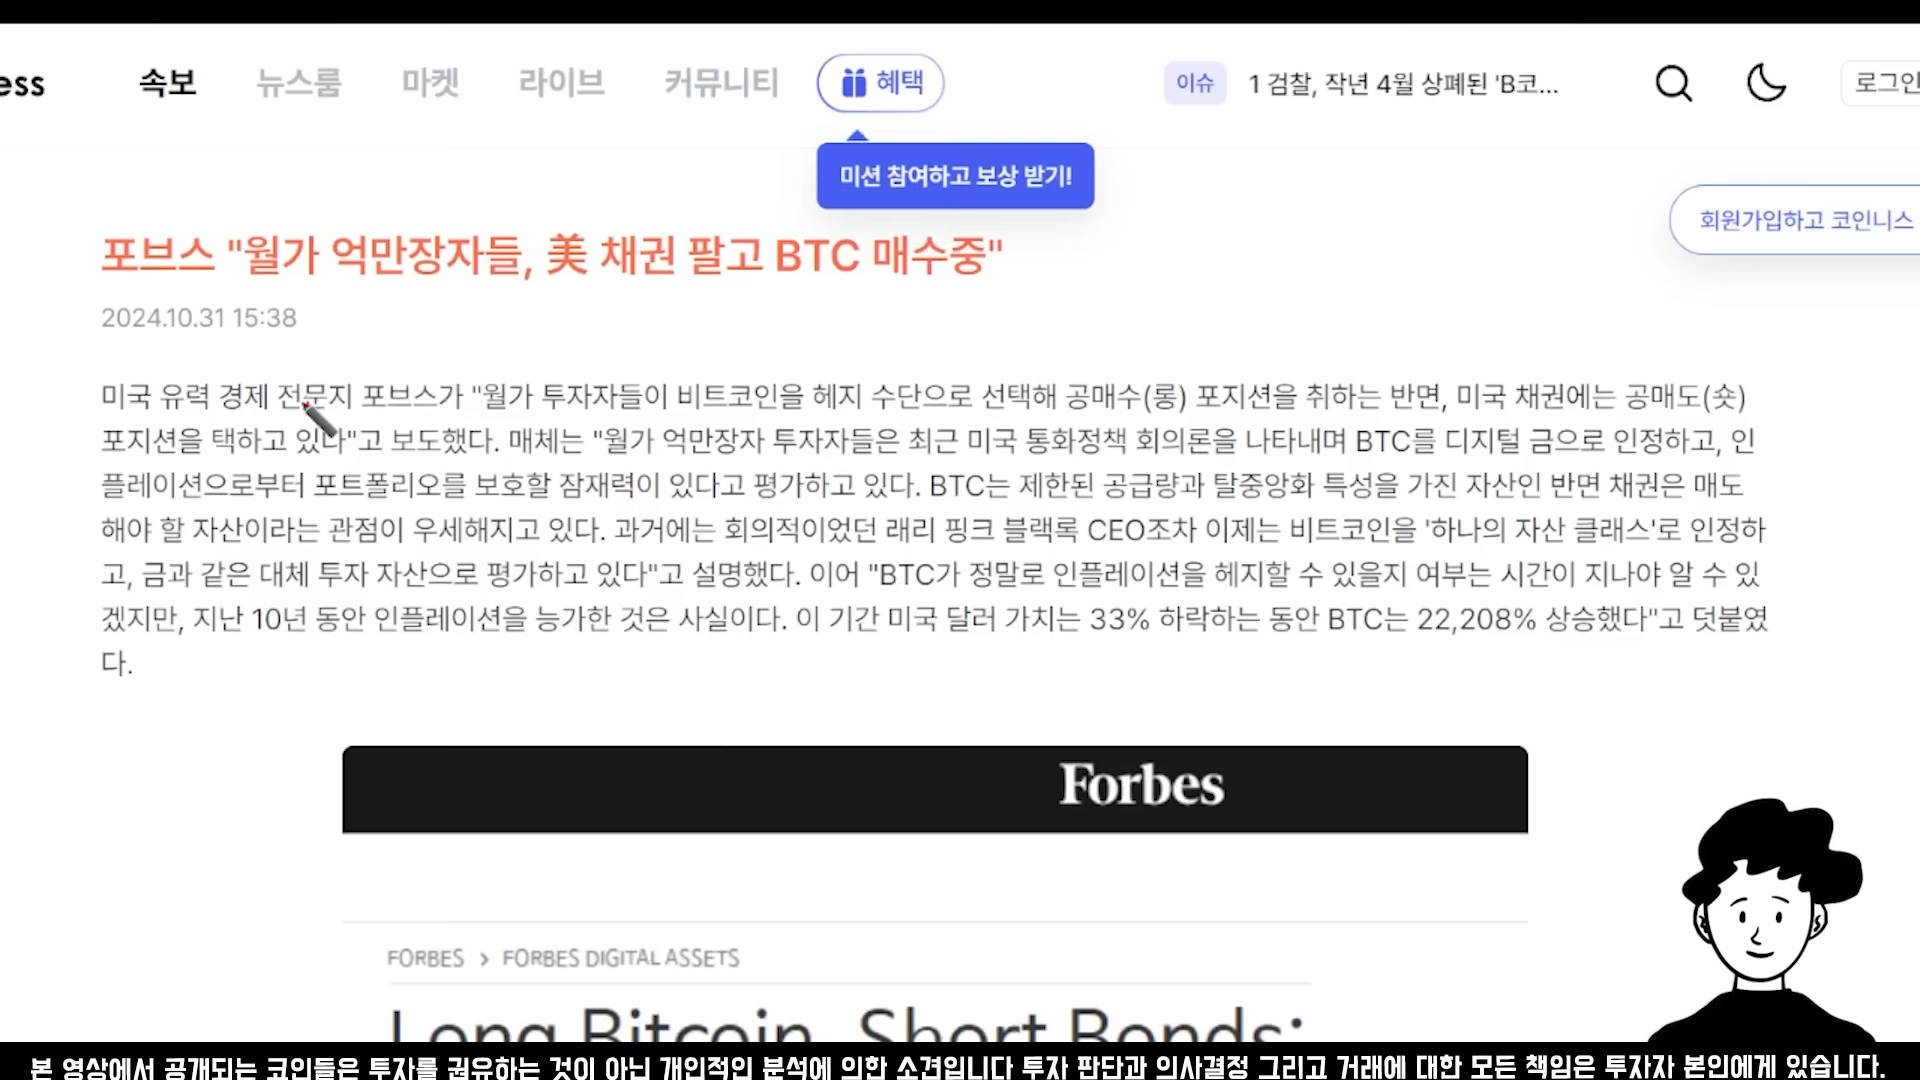 ess 속보 뉴스룸 마켓 라이브 커뮤니티 혜택 이슈 1 검찰, 작년 4월 상폐된 'B코... 로그인
미션 참여하고 보상 받기!
회원가입하고 코인니스
포브스 "월가 억만장자들, 美 채권 팔고 BTC 매수중"
2024.10.31 15:38
미국 유력 경제 전문지 포브스가 "월가 투자자들이 비트코인을 헤지 수단으로 선택해 공매수(롱) 포지션을 취하는 반면, 미국 채권에는 공매도(숏)
포지션을 택하고 있다"고 보도했다. 매체는 "월가 억만장자 투자자들은 최근 미국 통화정책 회의론을 나타내며 BTC를 디지털 금으로 인정하고, 인
플레이션으로부터 포트폴리오를 보호할 잠재력이 있다고 평가하고 있다. BTC는 제한된 공급량과 탈중앙화 특성을 가진 자산인 반면 채권은 매도
해야 할 자산이라는 관점이 우세해지고 있다. 과거에는 회의적이었던 래리 핑크 블랙록 CEO조차 이제는 비트코인을 '하나의 자산 클래스'로 인정하
고, 금과 같은 대체 투자 자산으로 평가하고 있다"고 설명했다. 이어 "BTC가 정말로 인플레이션을 헤지할 수 있을지 여부는 시간이 지나야 알 수 있
겠지만, 지난 10년 동안 인플레이션을 능가한 것은 사실이다. 이 기간 미국 달러 가치는 33% 하락하는 동안 BTC는 22,208% 상승했다"고 덧붙였
다.
Forbes
FORBES > FORBES DIGITAL ASSETS
Long Bitcoin, Short Bonds:
본 영상에서 공개되는 코인들은 투자를 권유하는 것이 아닌 개인적인 분석에 의한 소견입니다 투자 판단과 의사결정 그리고 거래에 대한 모든 책임은 투자자 본인에게 있습니다.